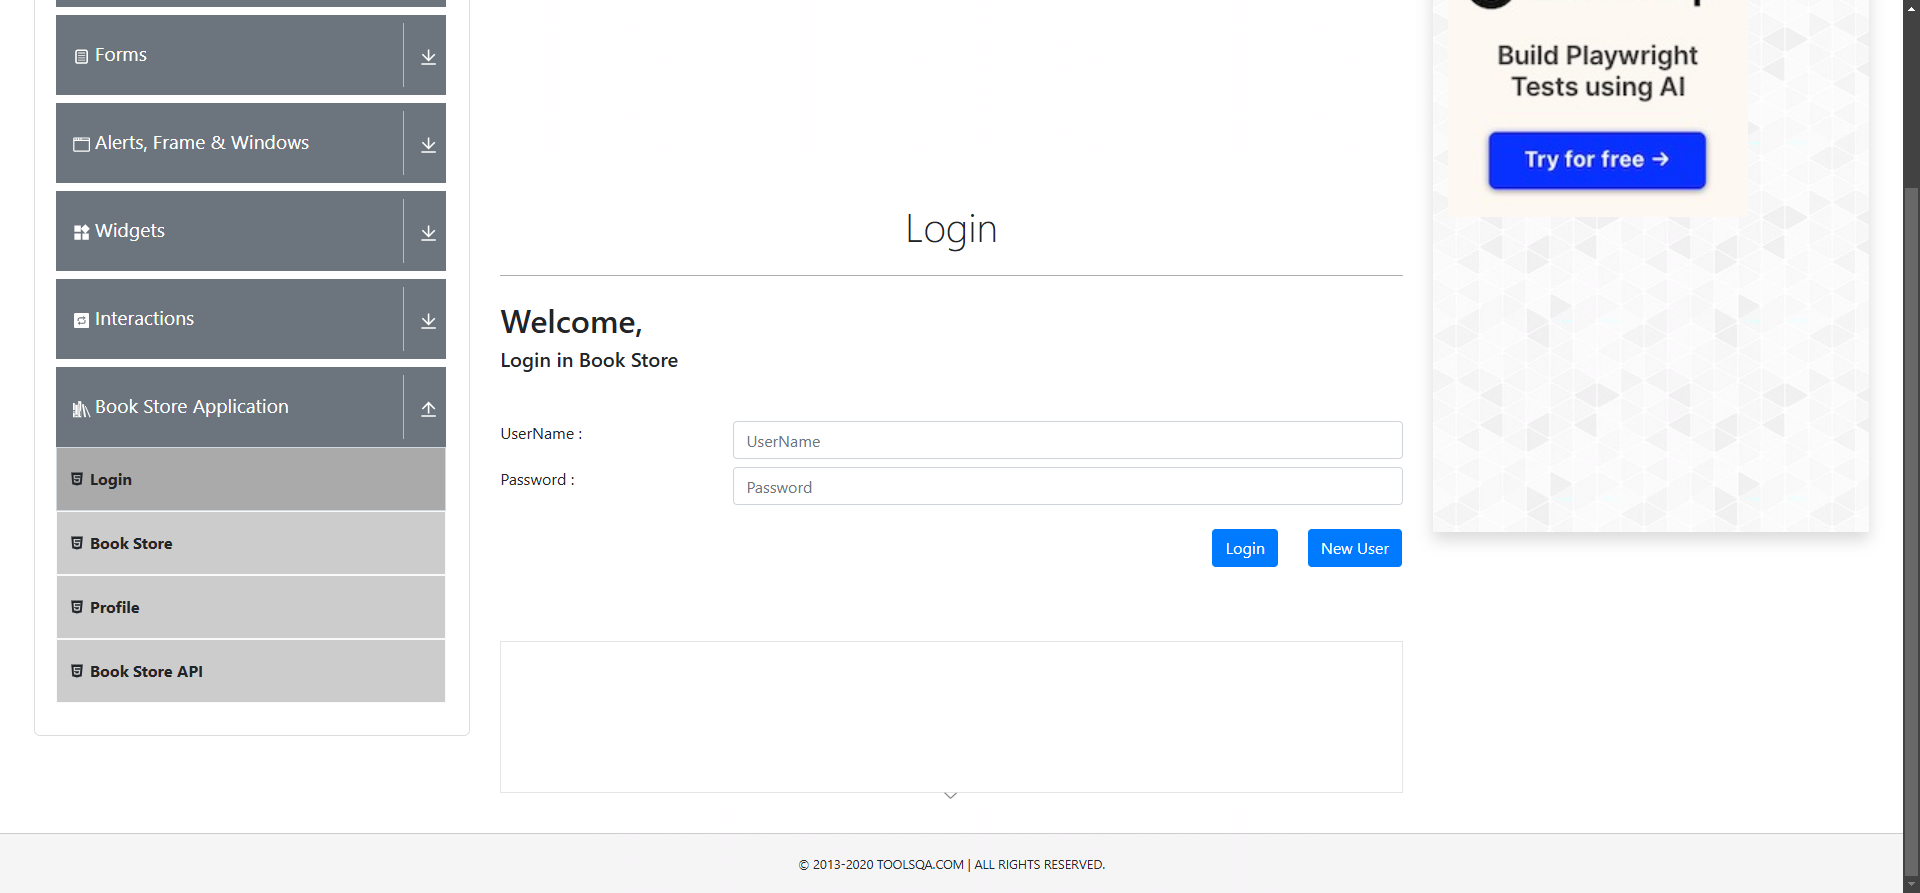 Forms
Alerts, Frame & Windows
Widgets
Interactions
Book Store Application
Login
Book Store
Profile
Book Store API
Login
Welcome,
Login in Book Store
UserName :
UserName
Password :
Password
Login
New User
Build Playwright
Tests using AI
Try for free →
© 2013-2020 TOOLSQA.COM | ALL RIGHTS RESERVED.